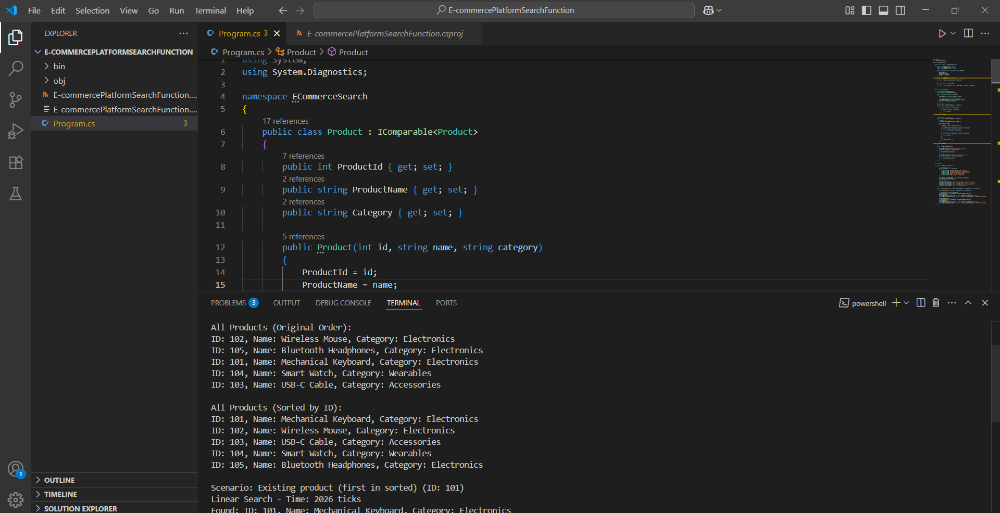 File Edit Selection View Go Run Terminal Help
E-commercePlatformSearchFunction
EXPLORER
E-COMMERCEPLATFORMSEARCHFUNCTION
bin
obj
E-commercePlatformSearchFunction....
E-commercePlatformSearchFunction....
C# Program.cs 3
OUTLINE
TIMELINE
SOLUTION EXPLORER
1
C# Program.cs 3
E-commercePlatformSearchFunction.csproj
C# Program.cs > Product > Product
1 using System;
2 using System.Diagnostics;
3
4 namespace ECommerceSearch
5 {
17 references
6 public class Product : IComparable<Product>
7 {
7 references
8 public int ProductId { get; set; }
2 references
9 public string ProductName { get; set; }
2 references
10 public string Category { get; set; }
11
5 references
12 public Product(int id, string name, string category)
13 {
14 ProductId = id;
15 ProductName = name;
PROBLEMS 3 OUTPUT DEBUG CONSOLE TERMINAL PORTS
powershell
All Products (Original Order):
ID: 102, Name: Wireless Mouse, Category: Electronics
ID: 105, Name: Bluetooth Headphones, Category: Electronics
ID: 101, Name: Mechanical Keyboard, Category: Electronics
ID: 104, Name: Smart Watch, Category: Wearables
ID: 103, Name: USB-C Cable, Category: Accessories
All Products (Sorted by ID):
ID: 101, Name: Mechanical Keyboard, Category: Electronics
ID: 102, Name: Wireless Mouse, Category: Electronics
ID: 103, Name: USB-C Cable, Category: Accessories
ID: 104, Name: Smart Watch, Category: Wearables
ID: 105, Name: Bluetooth Headphones, Category: Electronics
Scenario: Existing product (first in sorted) (ID: 101)
Linear Search - Time: 2026 ticks
Found: ID: 101, Name: Mechanical Keyboard, Category: Electronics